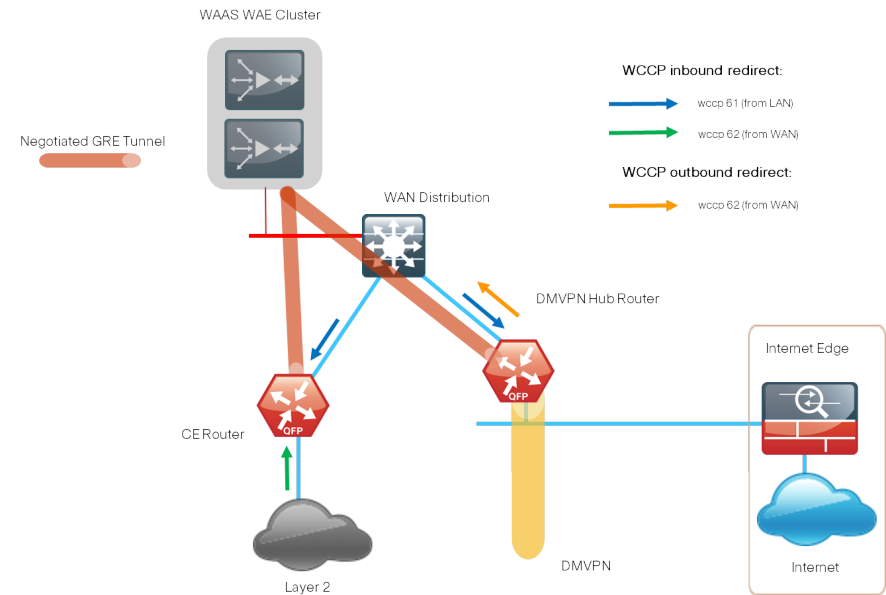 WAAS WAE Cluster
WCCP inbound redirect:
wccp 61 (from LAN)
wccp 62 (from WAN)
Negotiated GRE Tunnel
WCCP outbound redirect:
wccp 62 (from WAN)
WAN Distribution
DMVPN Hub Router
Internet Edge
QFP
QFP
CE Router
DMVPN
Internet
Layer 2